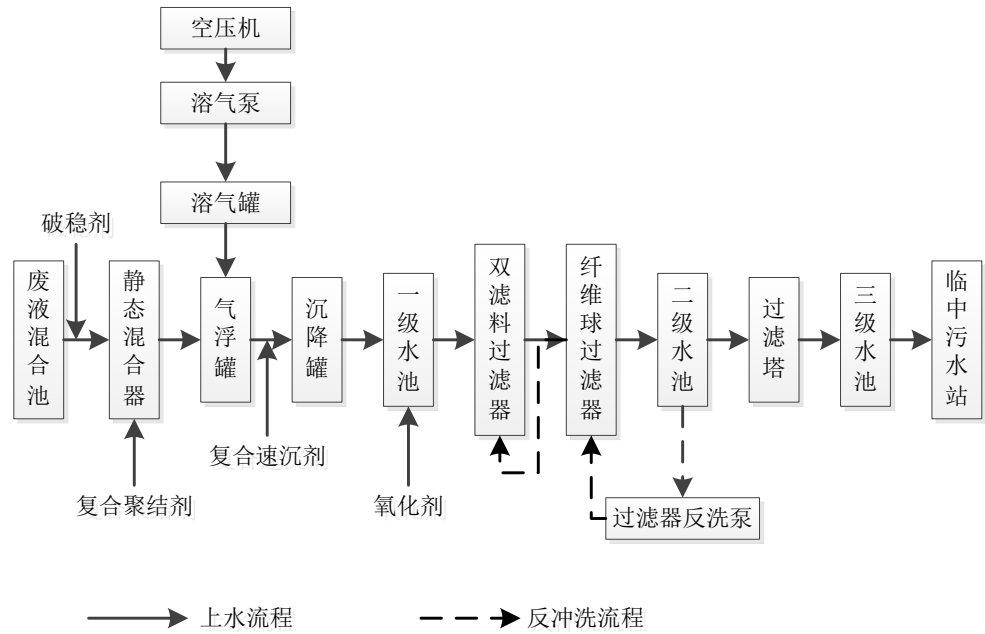 空压机
溶气泵
溶气罐
破稳剂
废液混合池
静态混合器
气浮罐
沉降罐
一级水池
双滤料过滤器
纤维球过滤器
二级水池
过滤塔
三级水池
临中污水站
复合速沉剂
复合聚结剂
氧化剂
过滤器反洗泵
上水流程
反冲洗流程